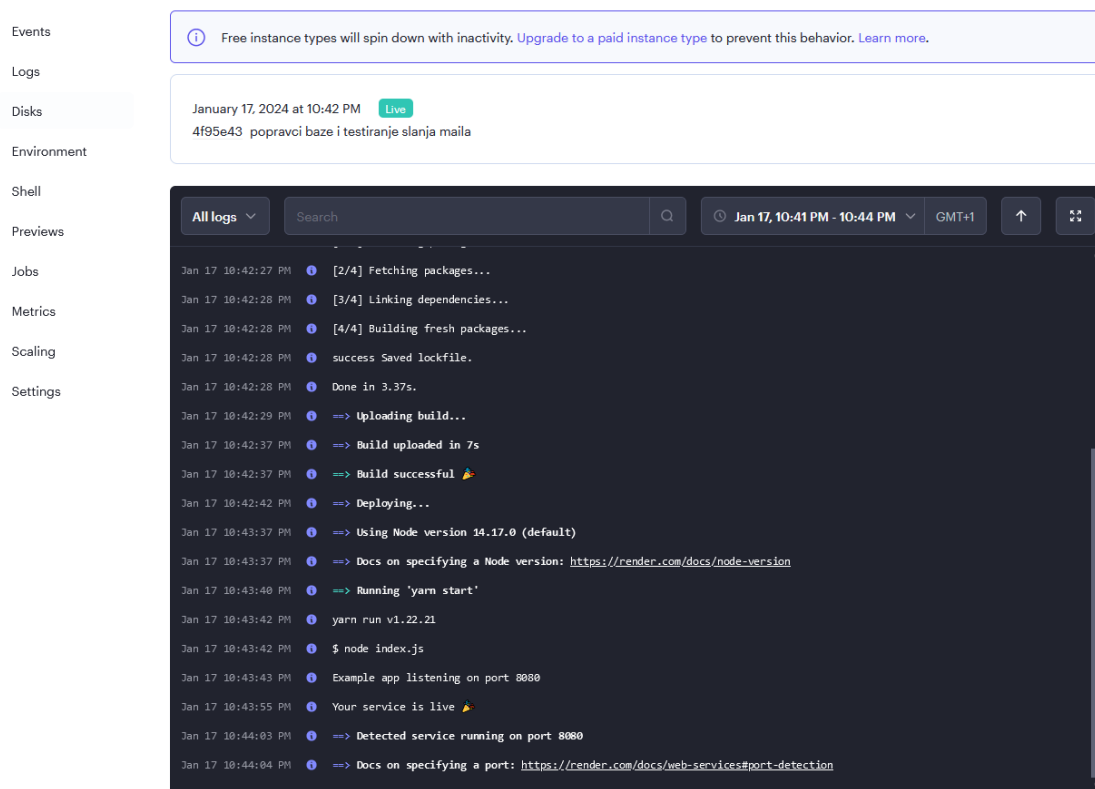 Events
Logs
Disks
Environment
Shell
Previews
Jobs
Metrics
Scaling
Settings
Free instance types will spin down with inactivity. Upgrade to a paid instance type to prevent this behavior. Learn more.
January 17, 2024 at 10:42 PM Live
4f95e43 popravci baze i testiranje slanja maila
All logs Search Jan 17, 10:41 PM - 10:44 PM GMT+1
Jan 17 10:42:27 PM [2/4] Fetching packages...
Jan 17 10:42:28 PM [3/4] Linking dependencies...
Jan 17 10:42:28 PM [4/4] Building fresh packages...
Jan 17 10:42:28 PM success Saved lockfile.
Jan 17 10:42:28 PM Done in 3.37s.
Jan 17 10:42:29 PM ==> Uploading build...
Jan 17 10:42:37 PM ==> Build uploaded in 7s
Jan 17 10:42:37 PM ==> Build successful 🎉
Jan 17 10:42:42 PM ==> Deploying...
Jan 17 10:43:37 PM ==> Using Node version 14.17.0 (default)
Jan 17 10:43:37 PM ==> Docs on specifying a Node version: https://render.com/docs/node-version
Jan 17 10:43:40 PM ==> Running 'yarn start'
Jan 17 10:43:42 PM yarn run v1.22.21
Jan 17 10:43:42 PM $ node index.js
Jan 17 10:43:43 PM Example app listening on port 8080
Jan 17 10:43:55 PM Your service is live 🎉
Jan 17 10:44:03 PM ==> Detected service running on port 8080
Jan 17 10:44:04 PM ==> Docs on specifying a port: https://render.com/docs/web-services#port-detection